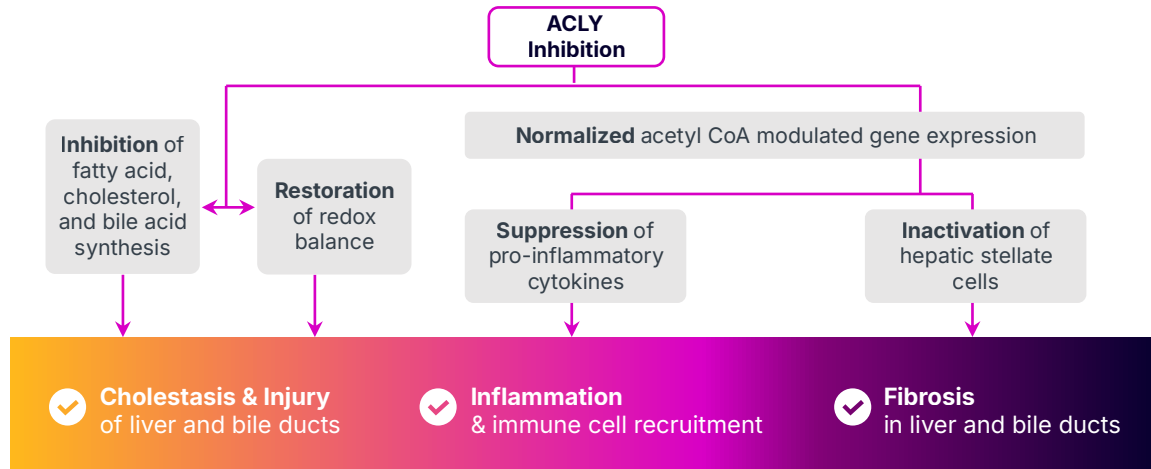 ACLY
Inhibition
Inhibition of
fatty acid,
cholesterol,
and bile acid
synthesis
Restoration
of redox
balance
Normalized acetyl CoA modulated gene expression
Suppression of
pro-inflammatory
cytokines
Inactivation of
hepatic stellate
cells
Cholestasis & Injury
of liver and bile ducts
Inflammation
& immune cell recruitment
Fibrosis
in liver and bile ducts